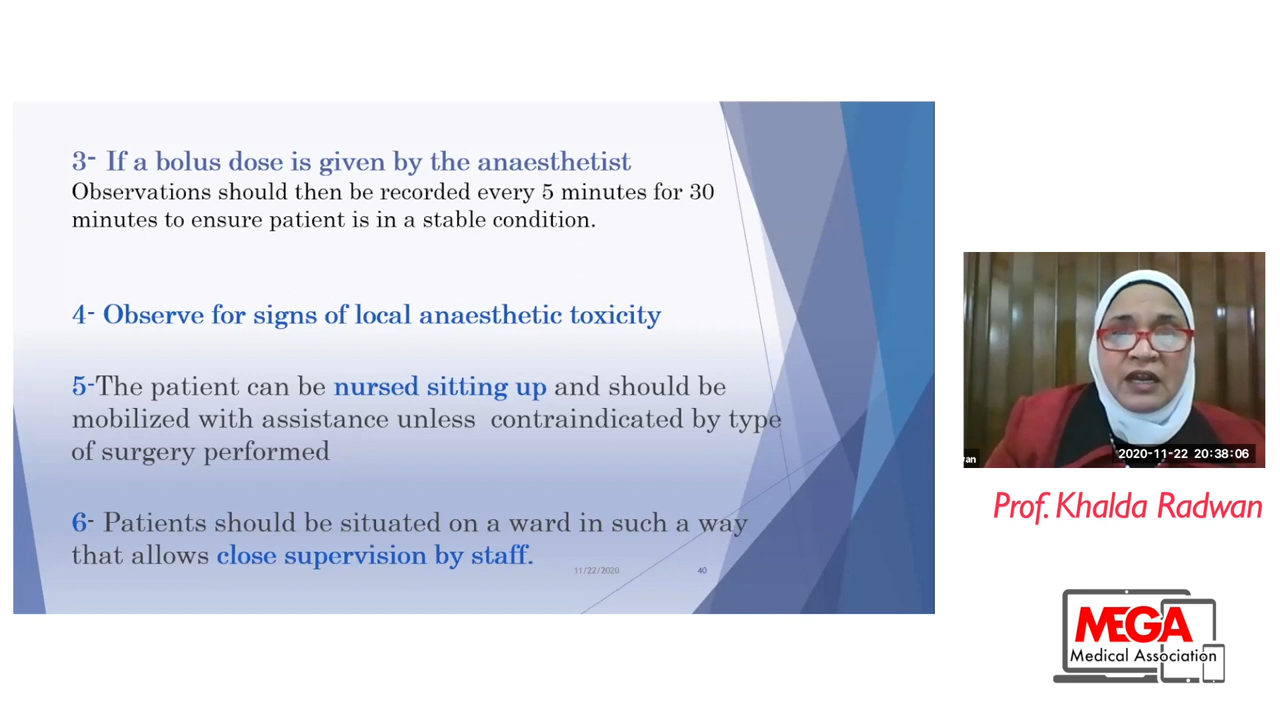 3- If a bolus dose is given by the anaesthetist
Observations should then be recorded every 5 minutes for 30
minutes to ensure patient is in a stable condition.
4- Observe for signs of local anaesthetic toxicity
5-The patient can be nursed sitting up and should be
mobilized with assistance unless contraindicated by type
of surgery performed
6- Patients should be situated on a ward in such a way
that allows close supervision by staff.
11/22/2020
40
2020-11-22 20:38:06
Prof. Khalda Radwan
MEGA
Medical Association